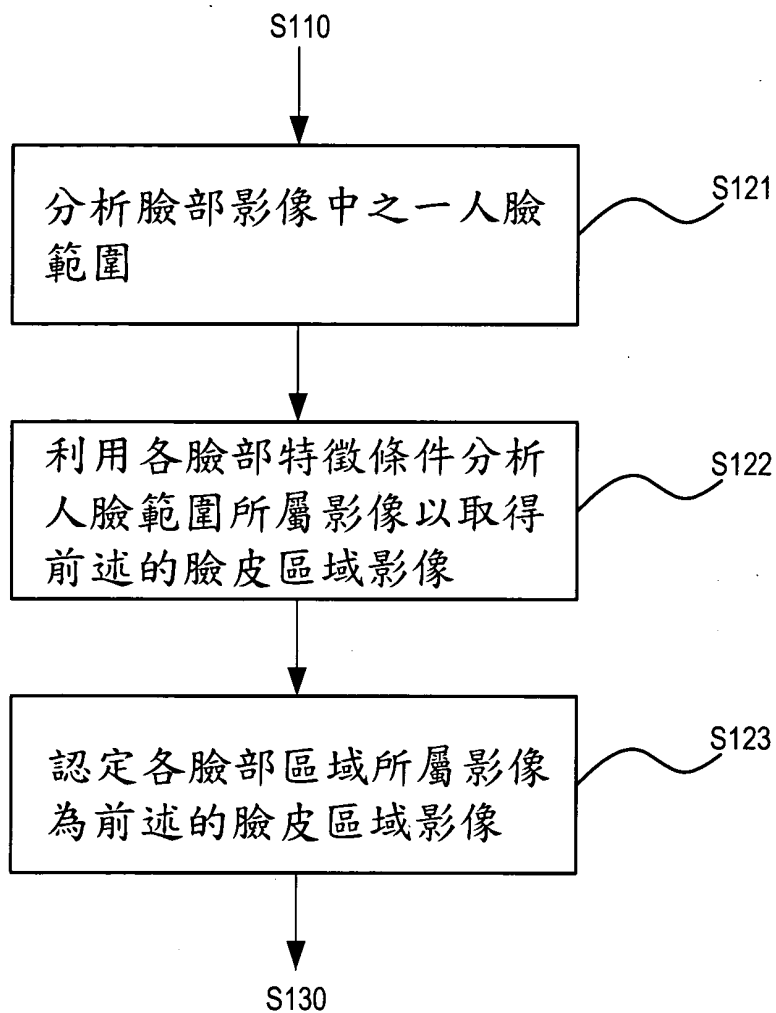 S110
分析臉部影像中之一人臉
範圍
S121
利用各臉部特徵條件分析
人臉範圍所屬影像以取得
前述的臉皮區域影像
S122
認定各臉部區域所屬影像
為前述的臉皮區域影像
S123
S130